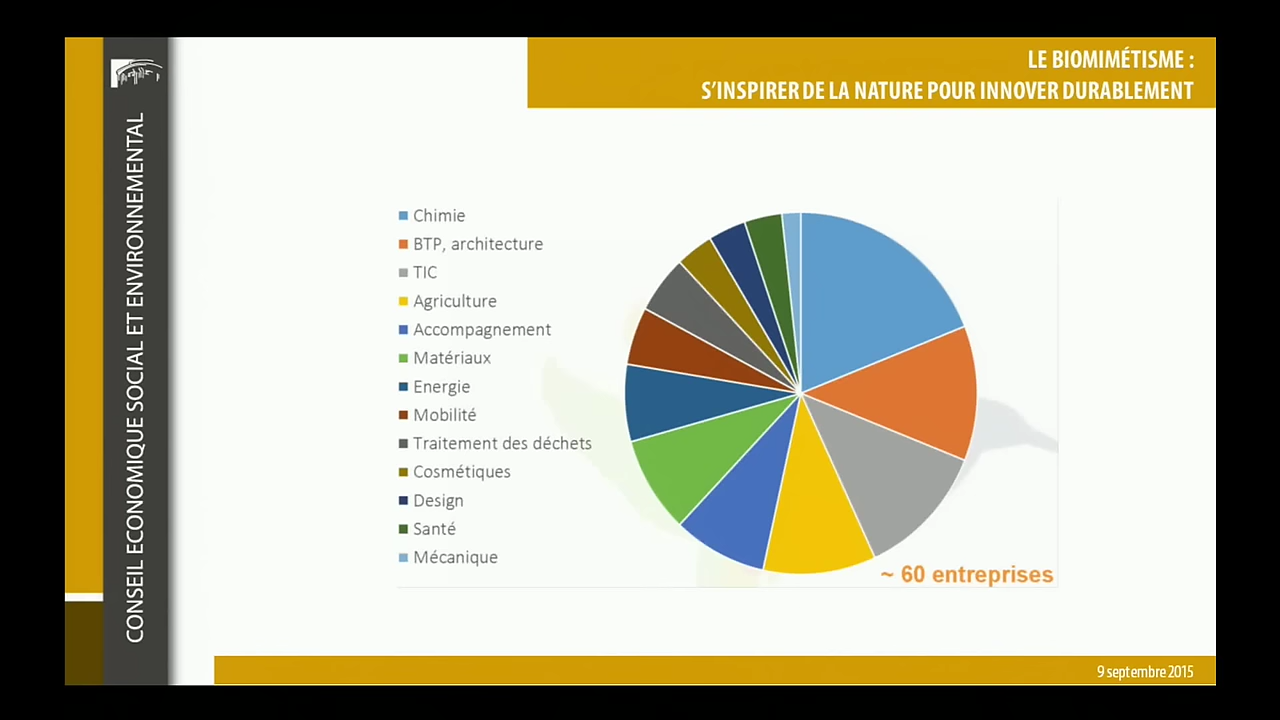 LE BIOMIMÉTISME :
S'INSPIRER DE LA NATURE POUR INNOVER DURABLEMENT
CONSEIL ECONOMIQUE SOCIAL ET ENVIRONNEMENTAL
Chimie
BTP, architecture
TIC
Agriculture
Accompagnement
Matériaux
Energie
Mobilité
Traitement des déchets
Cosmétiques
Design
Santé
Mécanique
~ 60 entreprises
9 septembre 2015